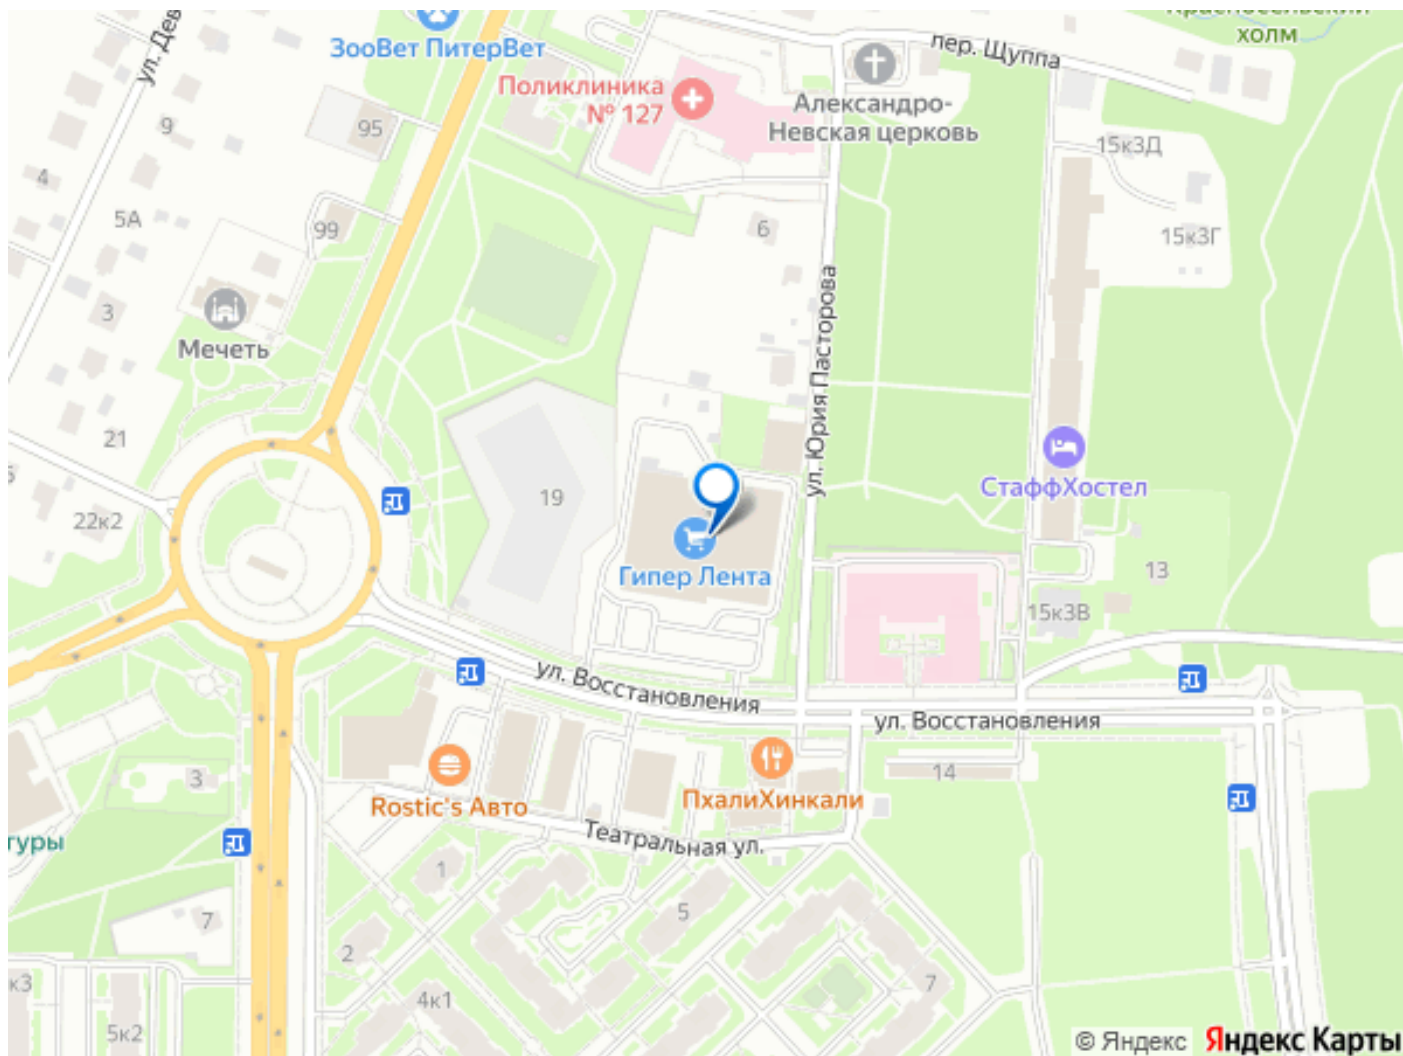 холм
ул. Дев
ЗооВет ПитерВет
пер. Щуппа
Поликлиника
№ 127
Александро-
Невская церковь
95
9
15к3Д
4
5А
99
6
15к3Г
3
Мечеть
ул. Юрия Пасторова
21
СтаффХостел
19
22к2
Гипер Лента
13
15к3В
ул. Восстановления
ул. Восстановления
3
14
Rostic's Авто
ПхалиХинкали
Театральная ул.
гуры
1
5
7
2
7
к3
4к1
5к2
© Яндекс Яндекс Карты